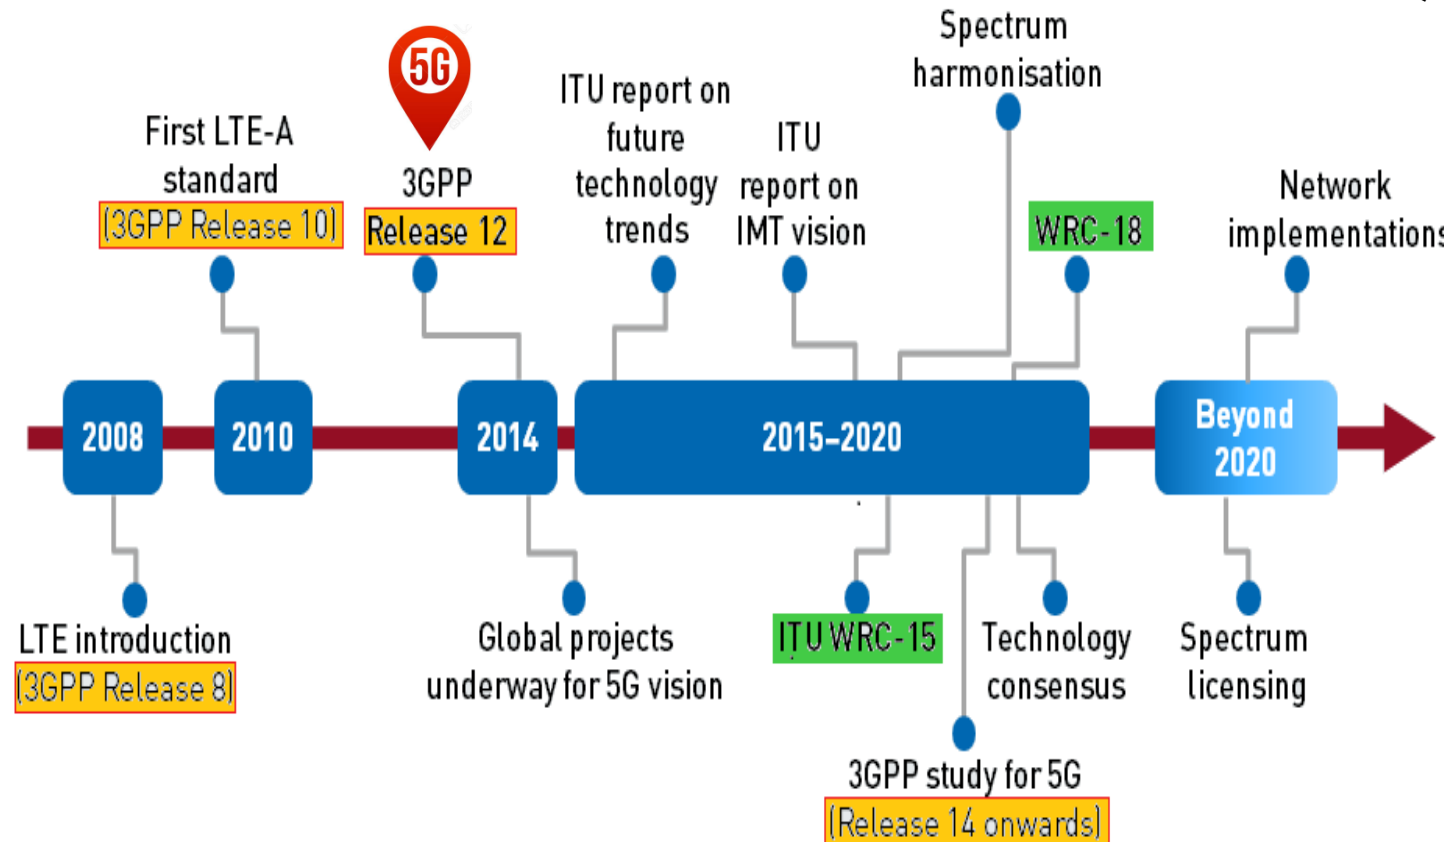 Spectrum
harmonisation
5G
ITU report on
future
technology
trends
First LTE-A
standard
(3GPP Release 10)
3GPP
Release 12
ITU
report on
IMT vision
WRC-18
Network
implementations
2008
2010
2014
2015–2020
Beyond
2020
LTE introduction
(3GPP Release 8)
Global projects
underway for 5G vision
ITU WRC-15
Technology
consensus
Spectrum
licensing
3GPP study for 5G
(Release 14 onwards)